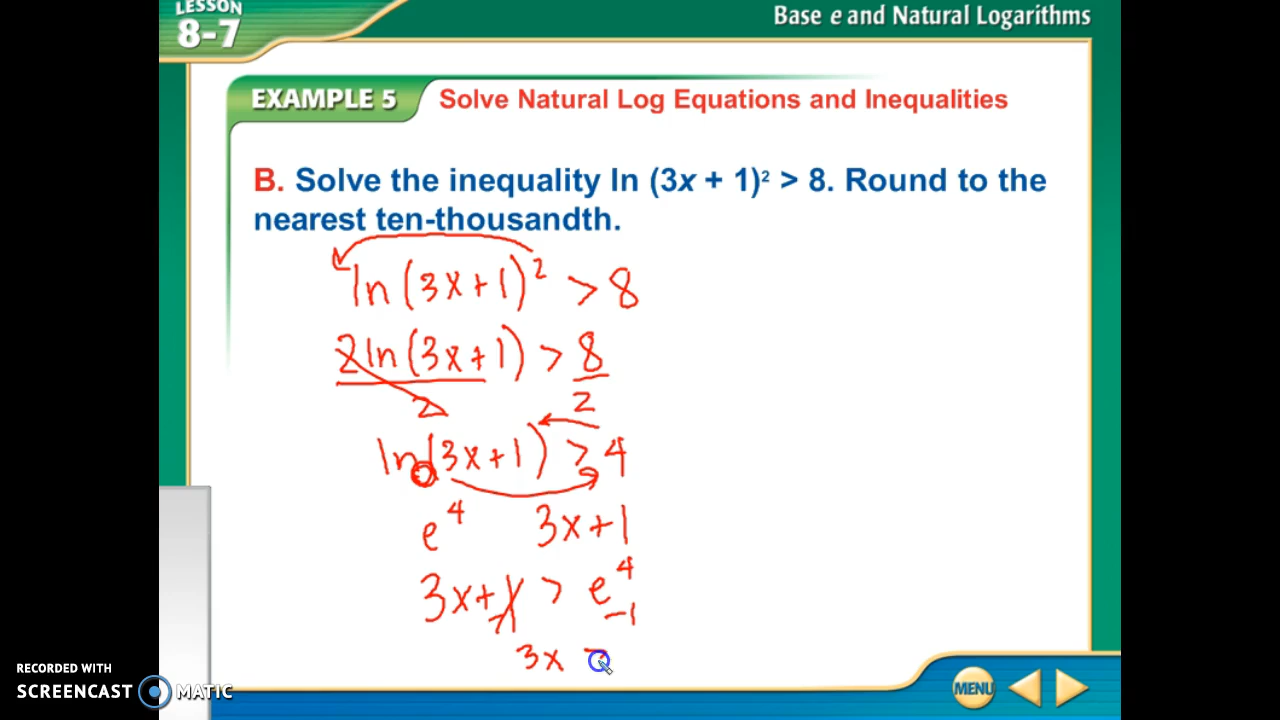 LESSON
8-7
Base e and Natural Logarithms
EXAMPLE 5
Solve Natural Log Equations and Inequalities
B. Solve the inequality ln (3x + 1)² > 8. Round to the
nearest ten-thousandth.
ln(3x+1)² > 8
2ln(3x+1) > 8
2 2
ln(3x+1) > 4
e⁴ 3x+1
3x+1 > e⁴
-1 -1
3x >
RECORDED WITH
SCREENCAST MATIC
MENU